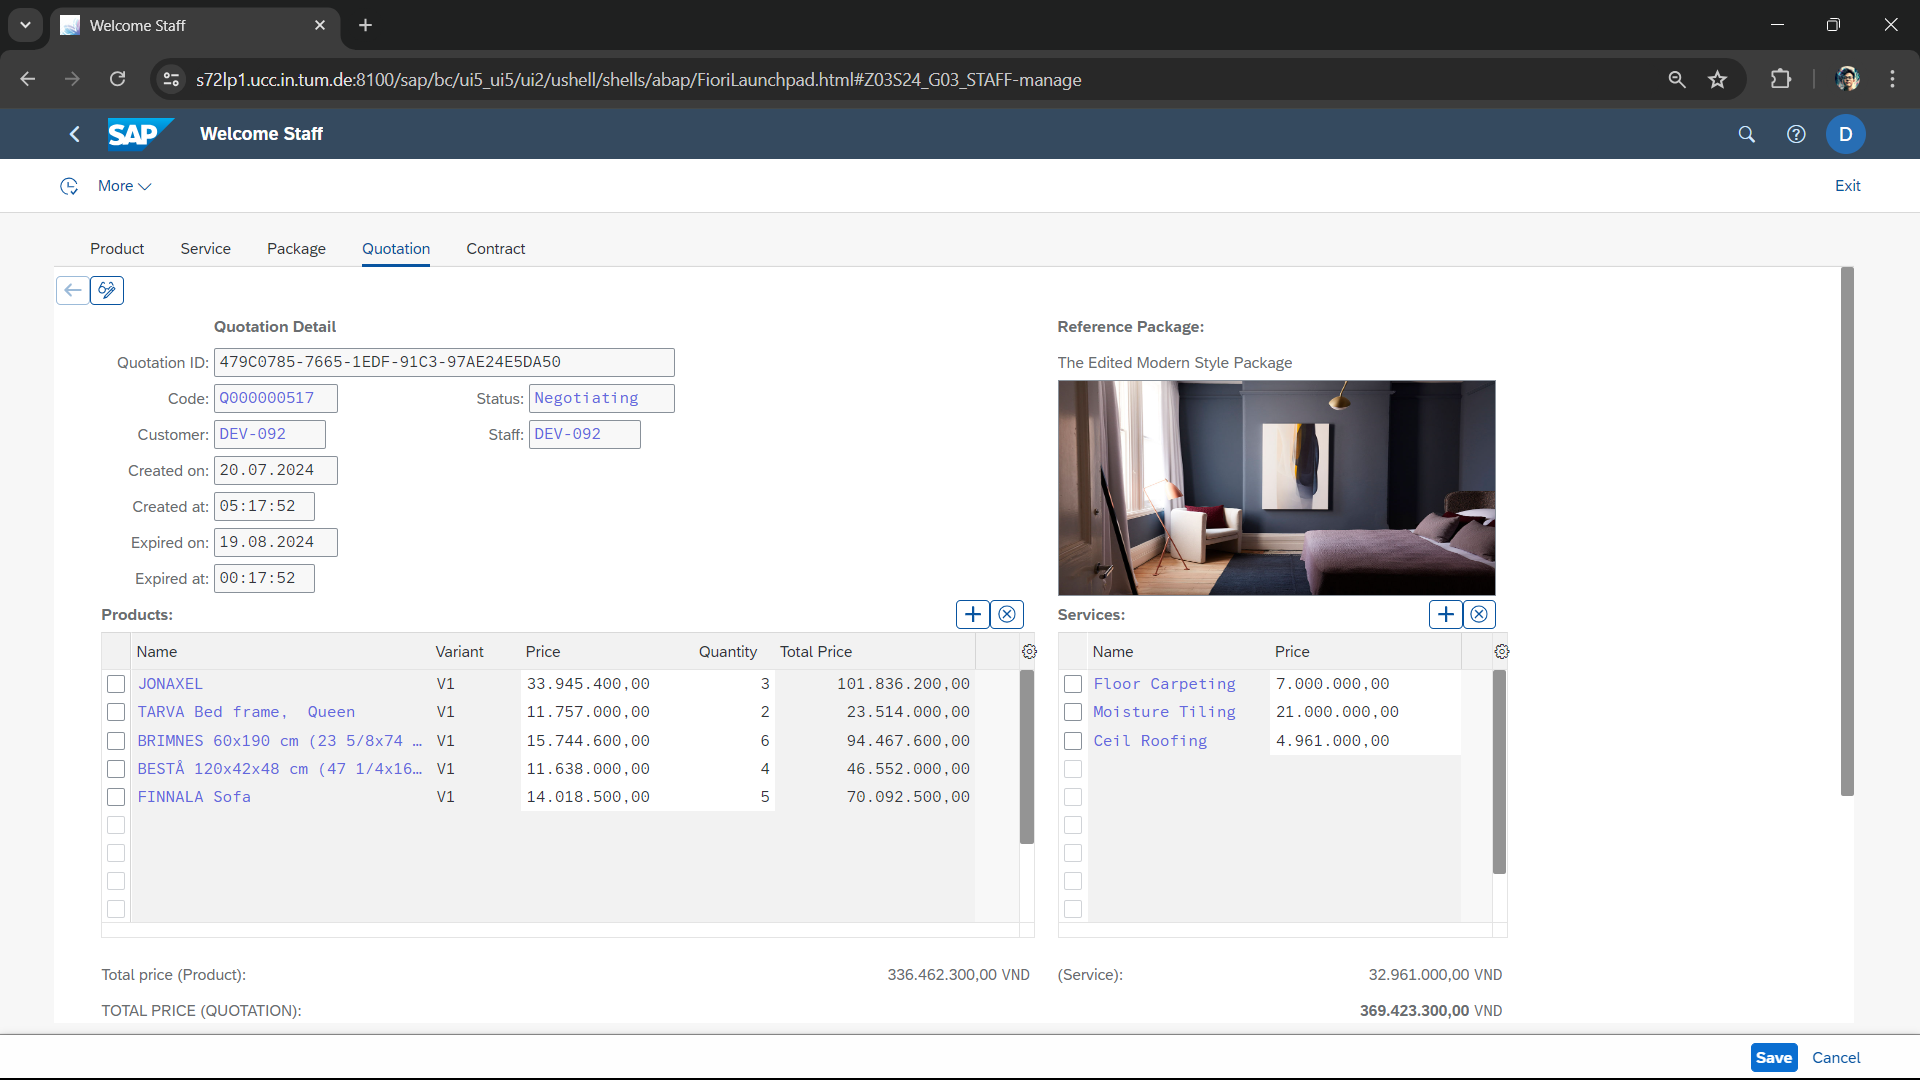 Welcome Staff
s72lp1.ucc.in.tum.de:8100/sap/bc/ui5_ui5/ui2/ushell/shells/abap/FioriLaunchpad.html#Z03S24_G03_STAFF-manage
SAP Welcome Staff D
More Exit
Product Service Package Quotation Contract
Quotation Detail Reference Package:
Quotation ID: 479C0785-7665-1EDF-91C3-97AE24E5DA50 The Edited Modern Style Package
Code: Q000000517 Status: Negotiating
Customer: DEV-092 Staff: DEV-092
Created on: 20.07.2024
Created at: 05:17:52
Expired on: 19.08.2024
Expired at: 00:17:52
Products: Services:
Name Variant Price Quantity Total Price Name Price
JONAXEL V1 33.945.400,00 3 101.836.200,00 Floor Carpeting 7.000.000,00
TARVA Bed frame, Queen V1 11.757.000,00 2 23.514.000,00 Moisture Tiling 21.000.000,00
BRIMNES 60x190 cm (23 5/8x74 … V1 15.744.600,00 6 94.467.600,00 Ceil Roofing 4.961.000,00
BESTÅ 120x42x48 cm (47 1/4x16… V1 11.638.000,00 4 46.552.000,00
FINNALA Sofa V1 14.018.500,00 5 70.092.500,00
Total price (Product): 336.462.300,00 VND (Service): 32.961.000,00 VND
TOTAL PRICE (QUOTATION): 369.423.300,00 VND
Save Cancel